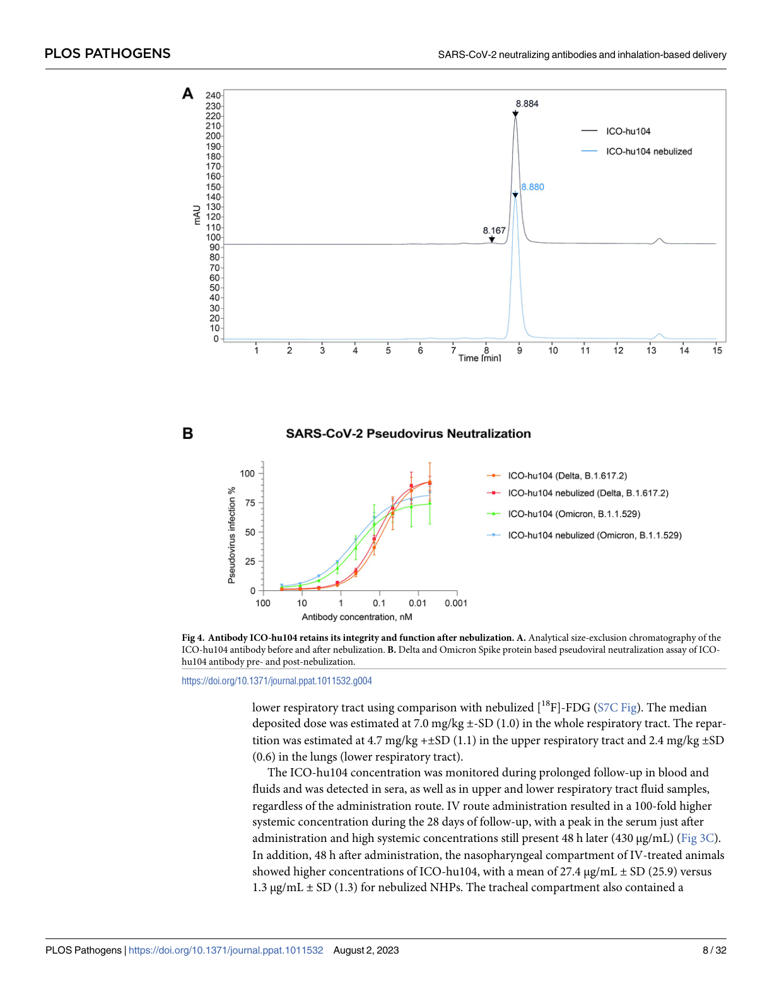 PLOS PATHOGENS
SARS-CoV-2 neutralizing antibodies and inhalation-based delivery
A
240
230
220
210
200
190
180
170
160
150
140
130
120
110
100
90
80
70
60
50
40
30
20
10
0
mAU
8.884
8.880
8.167
ICO-hu104
ICO-hu104 nebulized
1 2 3 4 5 6 7 8 9 10 11 12 13 14 15
Time [min]
B
SARS-CoV-2 Pseudovirus Neutralization
100
75
50
25
0
Pseudovirus infection %
100 10 1 0.1 0.01 0.001
Antibody concentration, nM
ICO-hu104 (Delta, B.1.617.2)
ICO-hu104 nebulized (Delta, B.1.617.2)
ICO-hu104 (Omicron, B.1.1.529)
ICO-hu104 nebulized (Omicron, B.1.1.529)
Fig 4. Antibody ICO-hu104 retains its integrity and function after nebulization. A. Analytical size-exclusion chromatography of the
ICO-hu104 antibody before and after nebulization. B. Delta and Omicron Spike protein based pseudoviral neutralization assay of ICO-
hu104 antibody pre- and post-nebulization.
https://doi.org/10.1371/journal.ppat.1011532.g004
lower respiratory tract using comparison with nebulized [18F]-FDG (S7C Fig). The median
deposited dose was estimated at 7.0 mg/kg ±-SD (1.0) in the whole respiratory tract. The repar-
tition was estimated at 4.7 mg/kg +±SD (1.1) in the upper respiratory tract and 2.4 mg/kg ±SD
(0.6) in the lungs (lower respiratory tract).
The ICO-hu104 concentration was monitored during prolonged follow-up in blood and
fluids and was detected in sera, as well as in upper and lower respiratory tract fluid samples,
regardless of the administration route. IV route administration resulted in a 100-fold higher
systemic concentration during the 28 days of follow-up, with a peak in the serum just after
administration and high systemic concentrations still present 48 h later (430 μg/mL) (Fig 3C).
In addition, 48 h after administration, the nasopharyngeal compartment of IV-treated animals
showed higher concentrations of ICO-hu104, with a mean of 27.4 μg/mL ± SD (25.9) versus
1.3 μg/mL ± SD (1.3) for nebulized NHPs. The tracheal compartment also contained a
PLOS Pathogens | https://doi.org/10.1371/journal.ppat.1011532 August 2, 2023
8 / 32